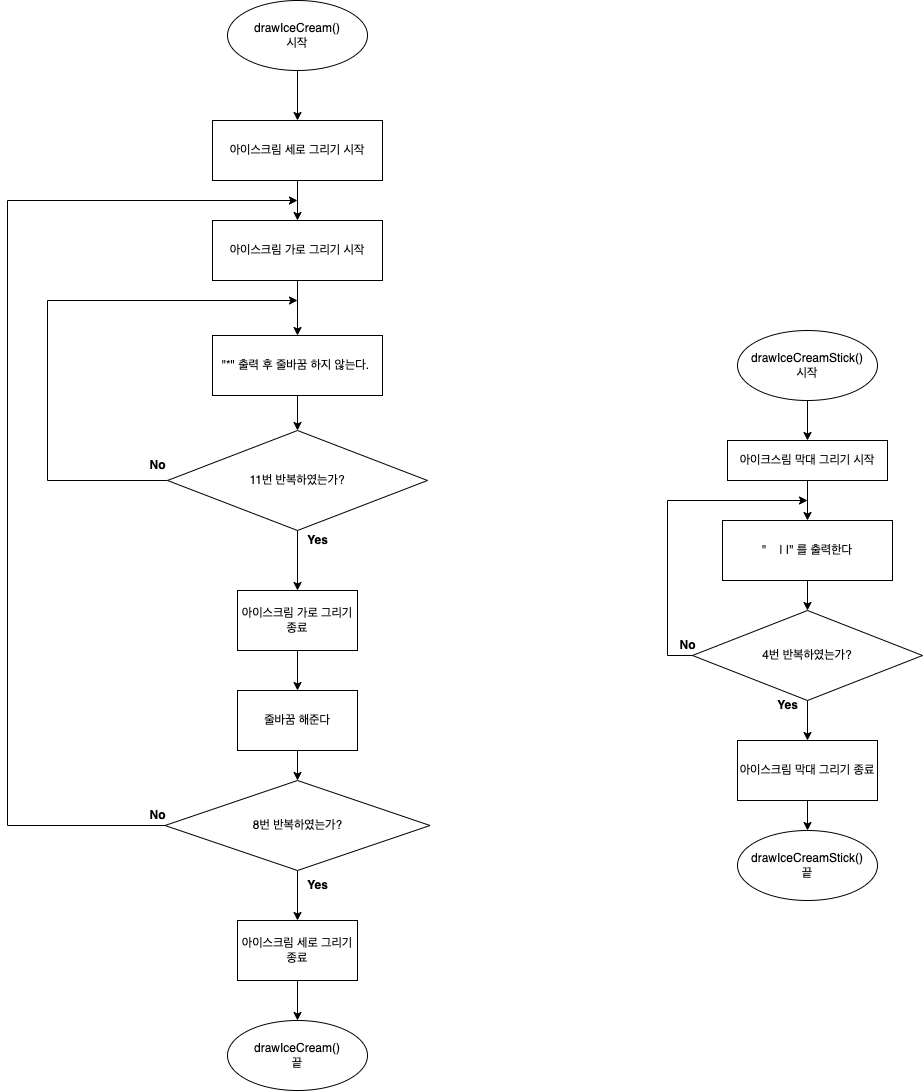 drawIceCream()
시작
아이스크림 세로 그리기 시작
아이스크림 가로 그리기 시작
"*" 출력 후 줄바꿈 하지 않는다.
No
11번 반복하였는가?
Yes
아이스크림 가로 그리기
종료
줄바꿈 해준다
No
8번 반복하였는가?
Yes
아이스크림 세로 그리기
종료
drawIceCream()
끝
drawIceCreamStick()
시작
아이크스림 막대 그리기 시작
"    ||" 를 출력한다
No
4번 반복하였는가?
Yes
아이스크림 막대 그리기 종료
drawIceCreamStick()
끝